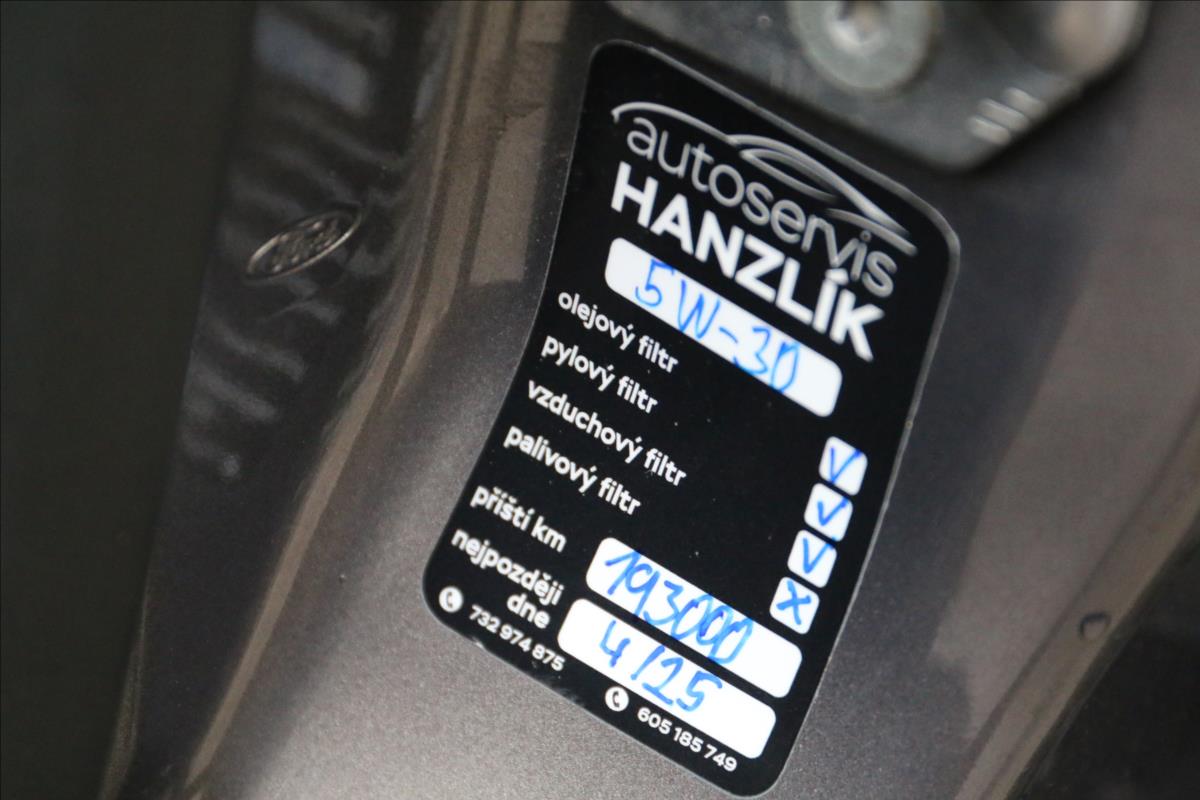 autoservis
HANZLÍK
5W-30
olejový filtr ✓
pylový filtr ✓
vzduchový filtr ✓
palivový filtr ✗
příští km 193000
nejpozději
dne 4/25
732 974 875
605 185 749